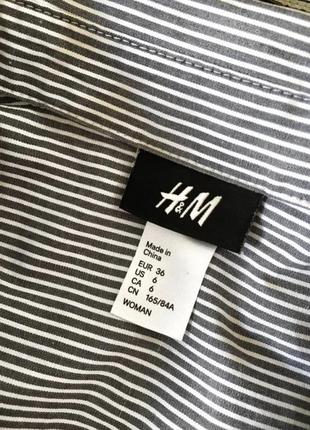 H&M
Made in
China
EUR 36
US 6
CA 6
CN 165/84A
WOMAN